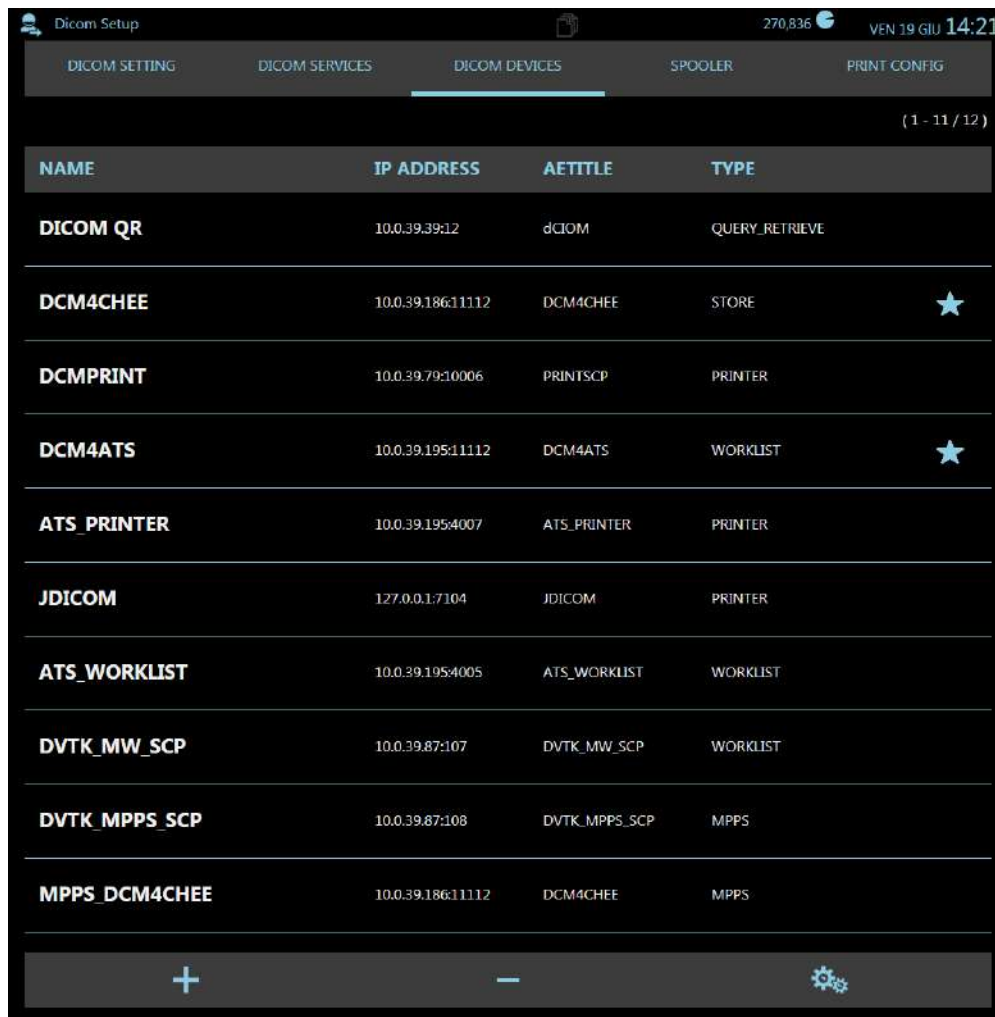 Dicom Setup 270,836 VEN 19 GIU 14:21
DICOM SETTING DICOM SERVICES DICOM DEVICES SPOOLER PRINT CONFIG
( 1 - 11 / 12 )
NAME IP ADDRESS AETITLE TYPE
DICOM QR 10.0.39.39:12 dCIOM QUERY_RETRIEVE
DCM4CHEE 10.0.39.186:11112 DCM4CHEE STORE
DCMPRINT 10.0.39.79:10006 PRINTSCP PRINTER
DCM4ATS 10.0.39.195:11112 DCM4ATS WORKLIST
ATS_PRINTER 10.0.39.195:4007 ATS_PRINTER PRINTER
JDICOM 127.0.0.1:7104 JDICOM PRINTER
ATS_WORKLIST 10.0.39.195:4005 ATS_WORKLIST WORKLIST
DVTK_MW_SCP 10.0.39.87:107 DVTK_MW_SCP WORKLIST
DVTK_MPPS_SCP 10.0.39.87:108 DVTK_MPPS_SCP MPPS
MPPS_DCM4CHEE 10.0.39.186:11112 DCM4CHEE MPPS